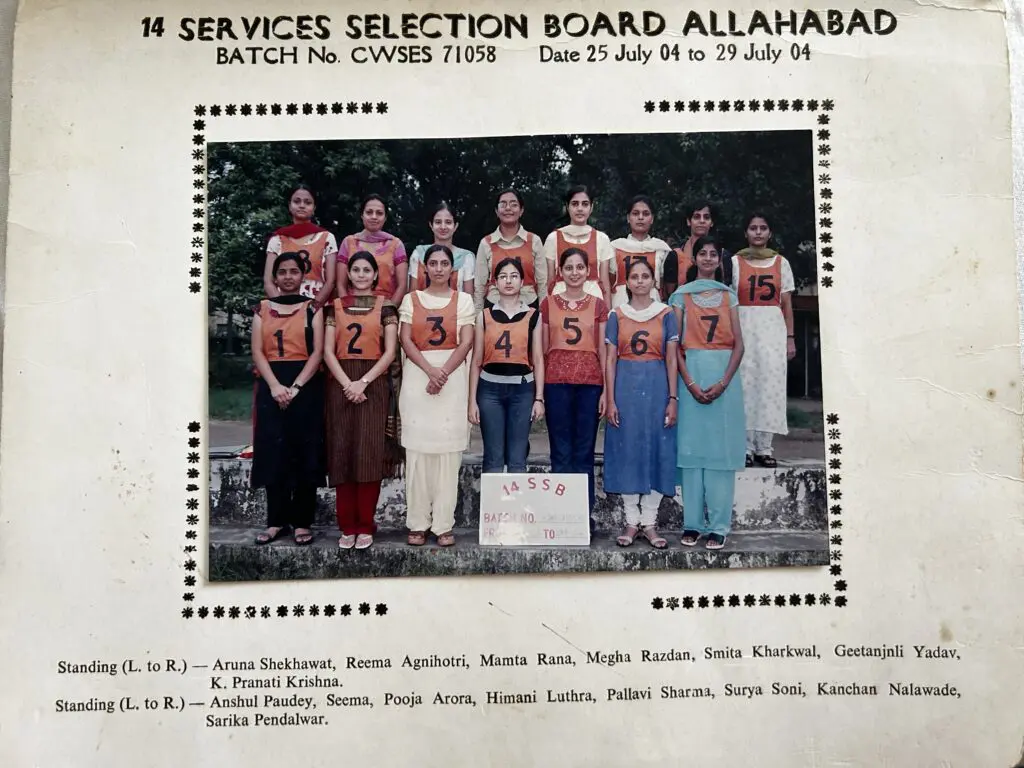 14 SERVICES SELECTION BOARD ALLAHABAD
BATCH No. CWSES 71058 Date 25 July 04 to 29 July 04
15
1 2 3 4 5 6 7
14 SSB
BATCH NO.
TO
Standing (L. to R.) — Aruna Shekhawat, Reema Agnihotri, Mamta Rana, Megha Razdan, Smita Kharkwal, Geetanjnli Yadav,
K. Pranati Krishna.
Standing (L. to R.) — Anshul Paudey, Seema, Pooja Arora, Himani Luthra, Pallavi Sharma, Surya Soni, Kanchan Nalawade,
Sarika Pendalwar.